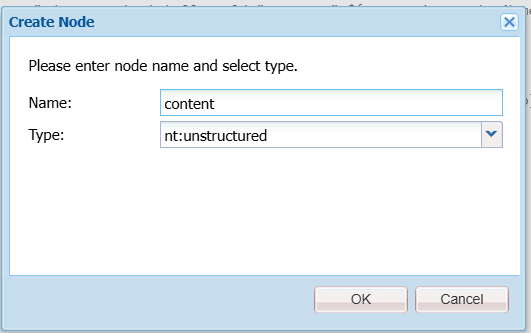 Create Node
Please enter node name and select type.
Name: content
Type: nt:unstructured
OK Cancel